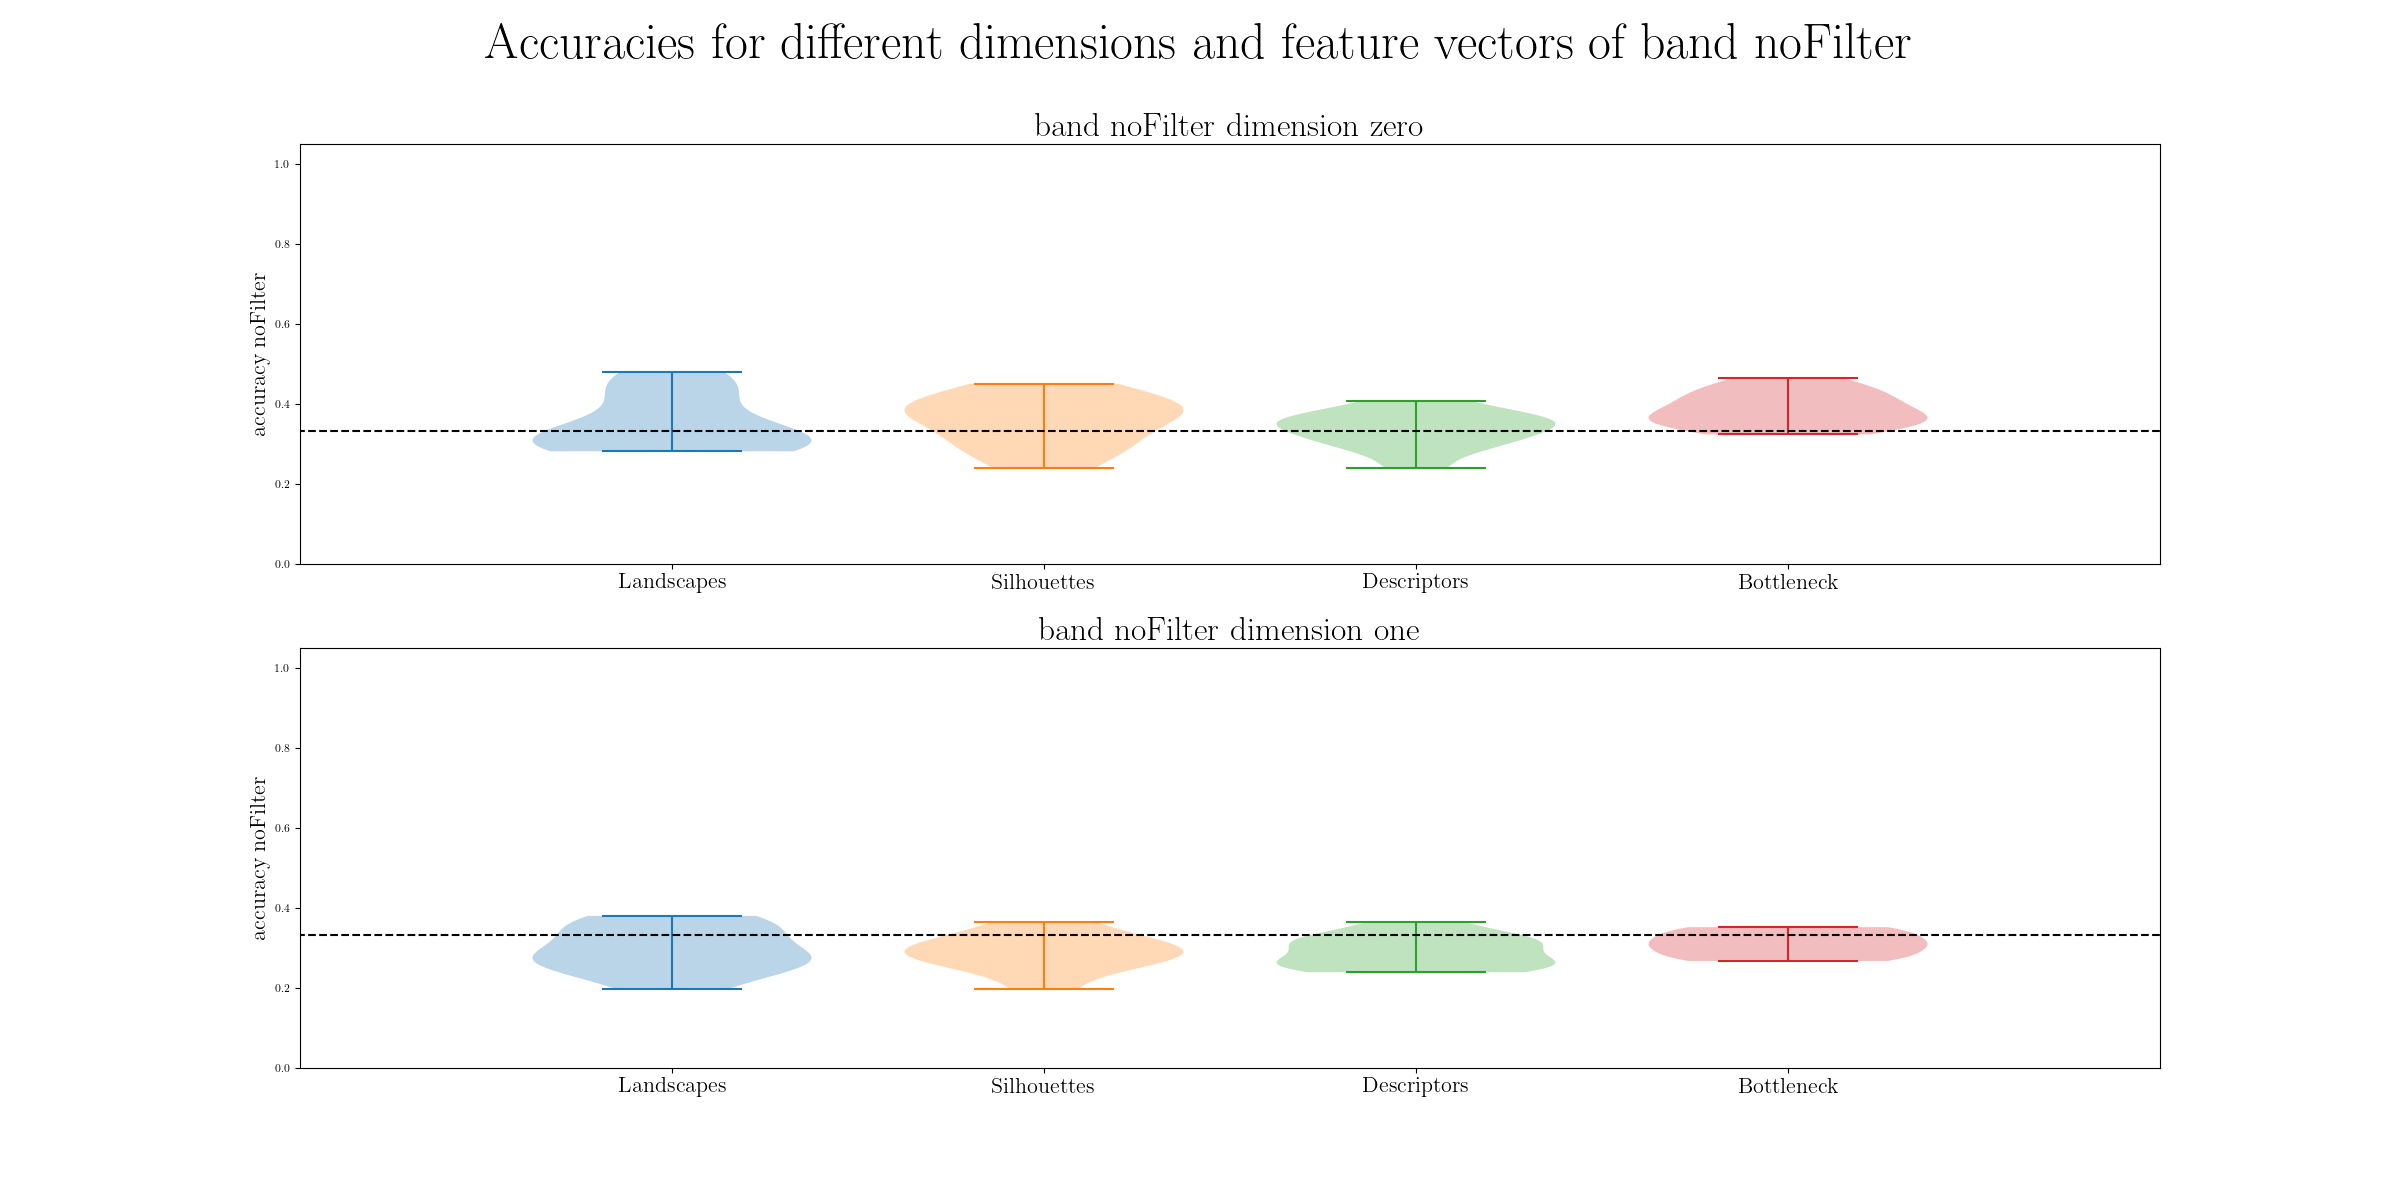 Accuracies for different dimensions and feature vectors of band noFilter
band noFilter dimension zero
accuracy noFilter
1.0
0.8
0.6
0.4
0.2
0.0
Landscapes Silhouettes Descriptors Bottleneck
band noFilter dimension one
accuracy noFilter
1.0
0.8
0.6
0.4
0.2
0.0
Landscapes Silhouettes Descriptors Bottleneck